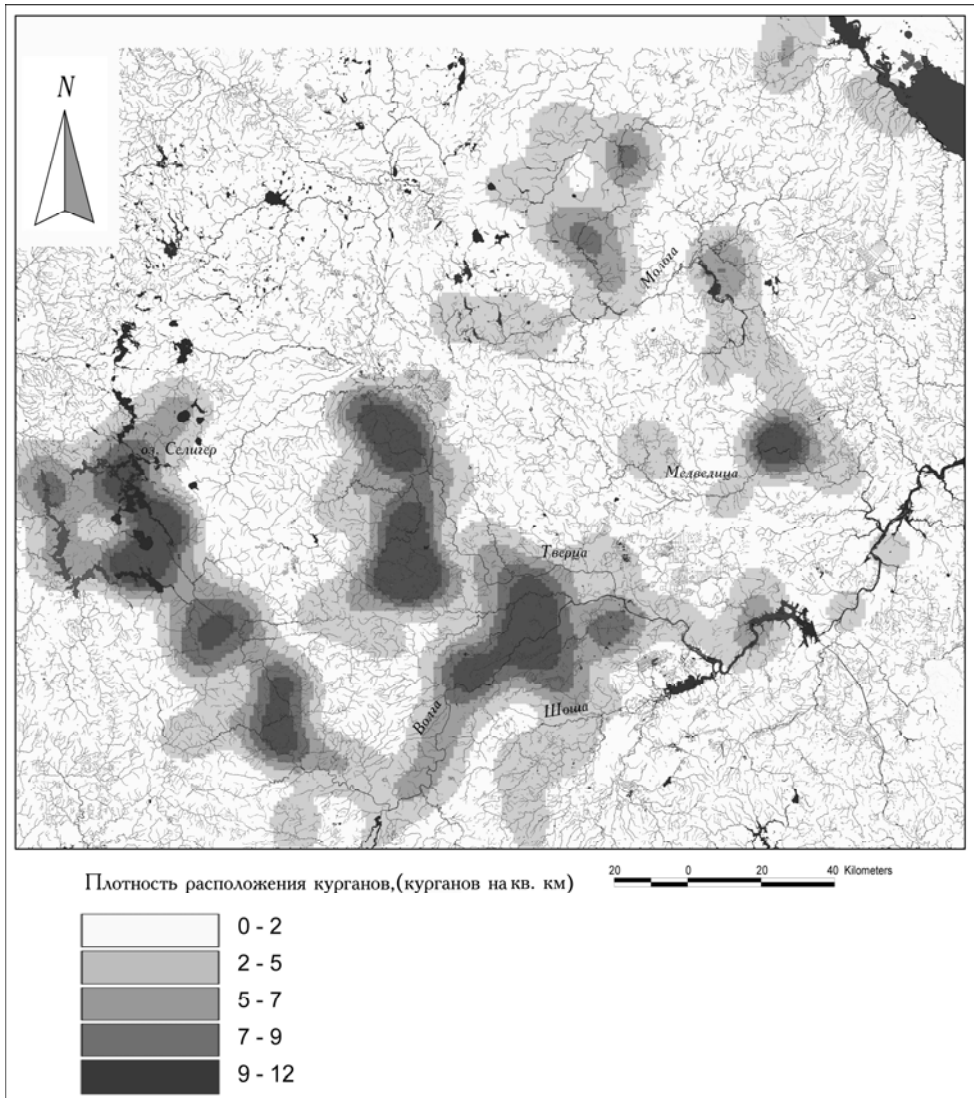 N
Молога
оз. Селигер
Медведица
Тверца
Волга
Шоша
Плотность расположения курганов,(курганов на кв. км)
20 0 20 40 Kilometers
0 - 2
2 - 5
5 - 7
7 - 9
9 - 12